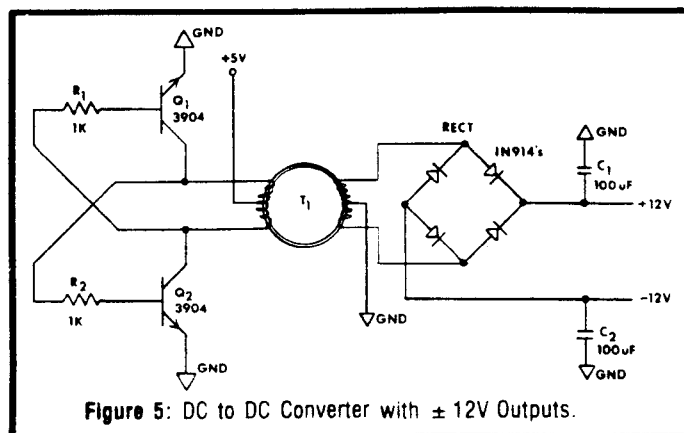 GND
+5V
R1
1K
Q1
3904
RECT
IN914's
GND
C1
100uF
T1
+12V
R2
1K
Q2
3904
-12V
GND
C2
100uF
GND
GND
Figure 5: DC to DC Converter with ± 12V Outputs.